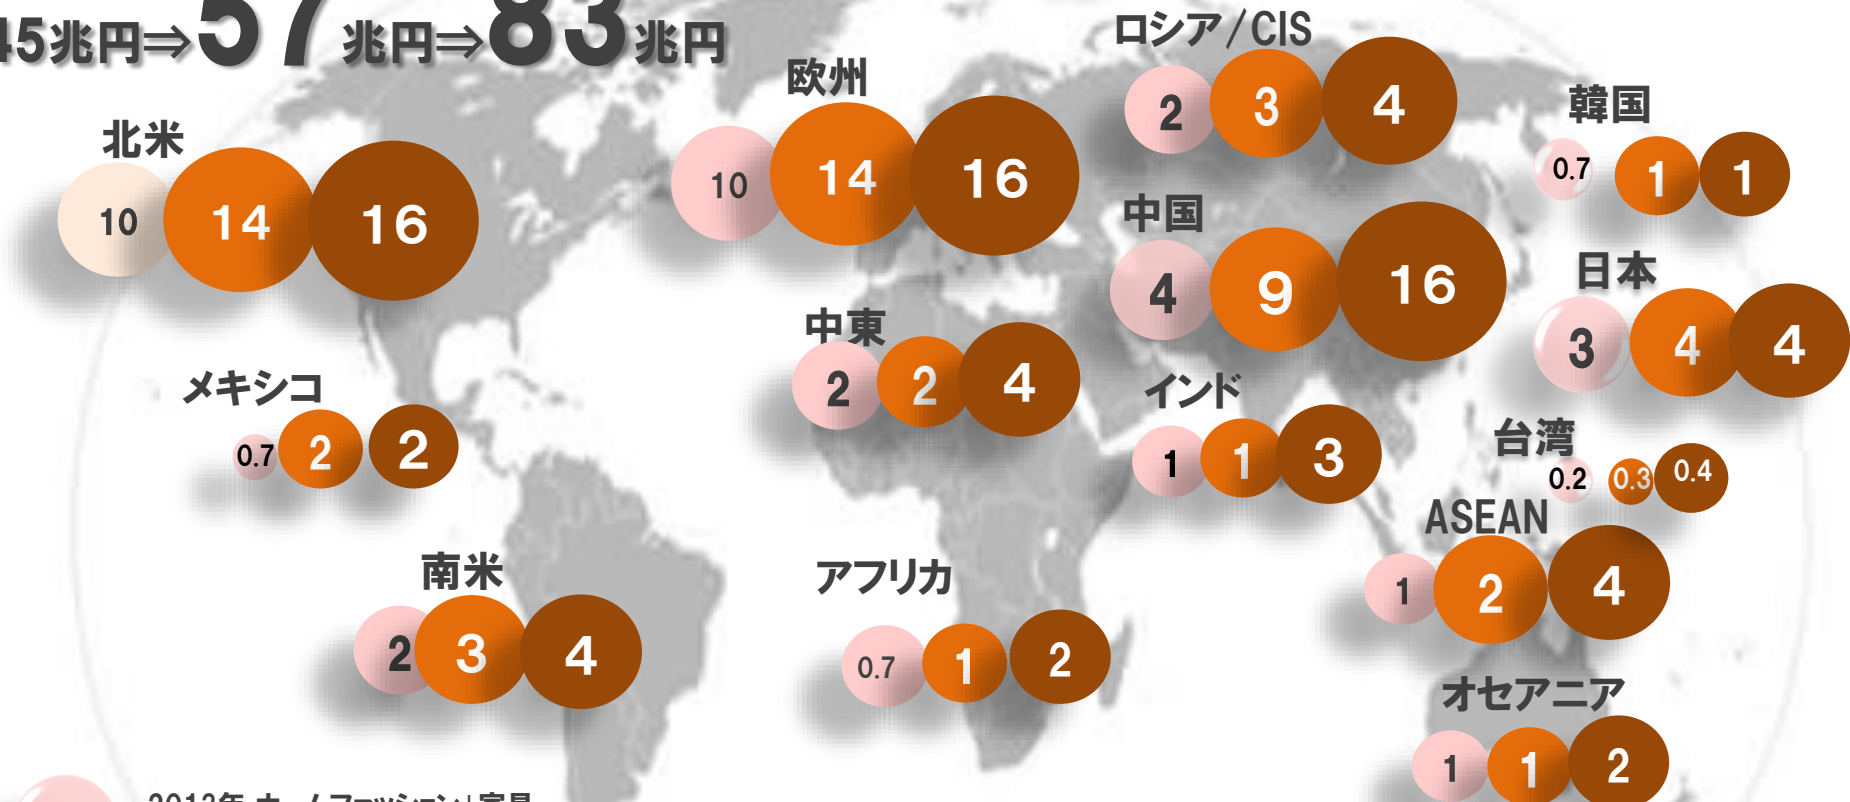 45兆円⇒57兆円⇒83兆円
北米
10 14 16
欧州
10 14 16
ロシア/CIS
2 3 4
韓国
0.7 1 1
中国
4 9 16
日本
3 4 4
中東
2 2 4
インド
1 1 3
メキシコ
0.7 2 2
台湾
0.2 0.3 0.4
ASEAN
1 2 4
南米
2 3 4
アフリカ
0.7 1 2
オセアニア
1 1 2